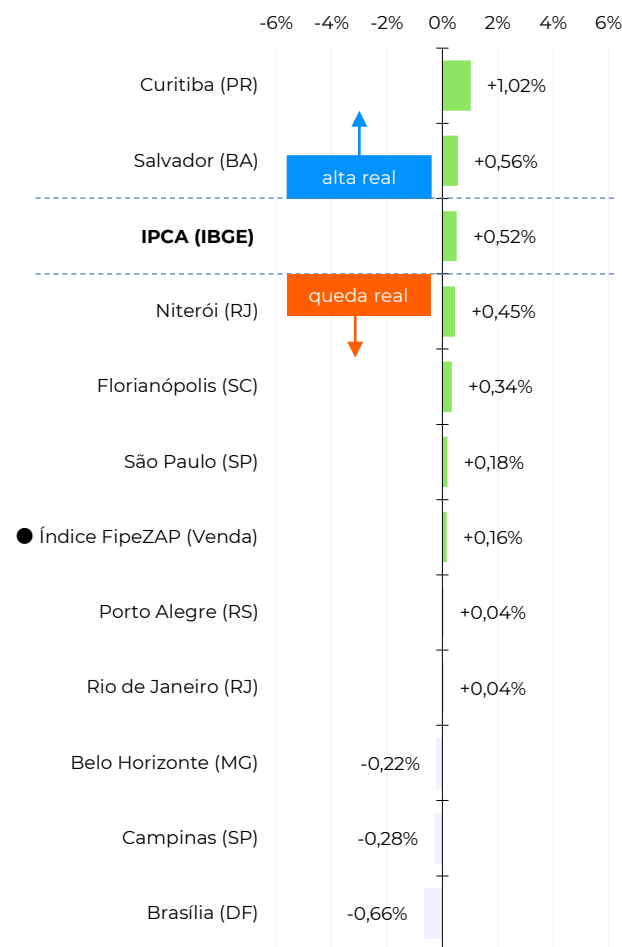 -6% -4% -2% 0% 2% 4% 6%
Curitiba (PR) +1,02%
Salvador (BA) +0,56%
alta real
IPCA (IBGE) +0,52%
queda real
Niterói (RJ) +0,45%
Florianópolis (SC) +0,34%
São Paulo (SP) +0,18%
Índice FipeZAP (Venda) +0,16%
Porto Alegre (RS) +0,04%
Rio de Janeiro (RJ) +0,04%
Belo Horizonte (MG) -0,22%
Campinas (SP) -0,28%
Brasília (DF) -0,66%